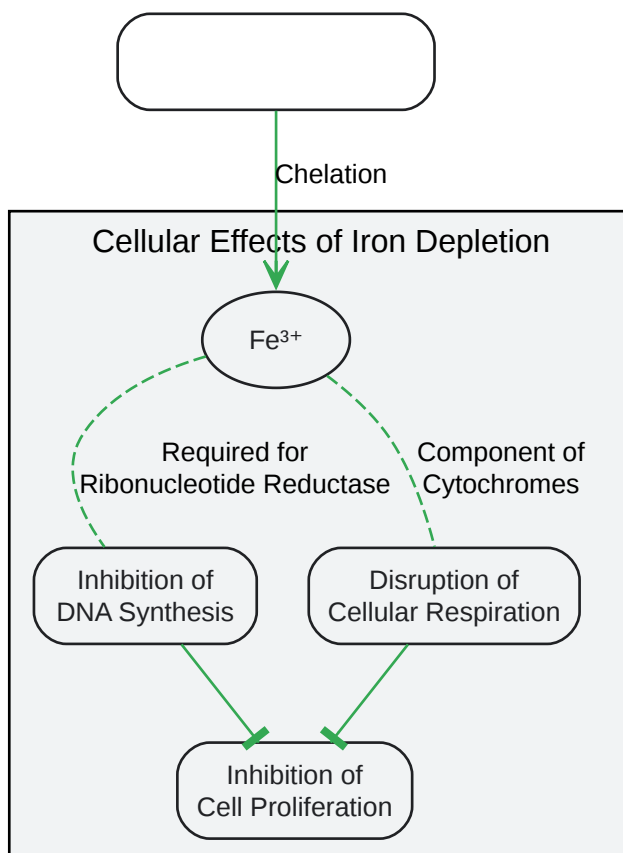 Chelation
Cellular Effects of Iron Depletion
Fe³⁺
Required for
Ribonucleotide Reductase
Component of
Cytochromes
Inhibition of
DNA Synthesis
Disruption of
Cellular Respiration
Inhibition of
Cell Proliferation